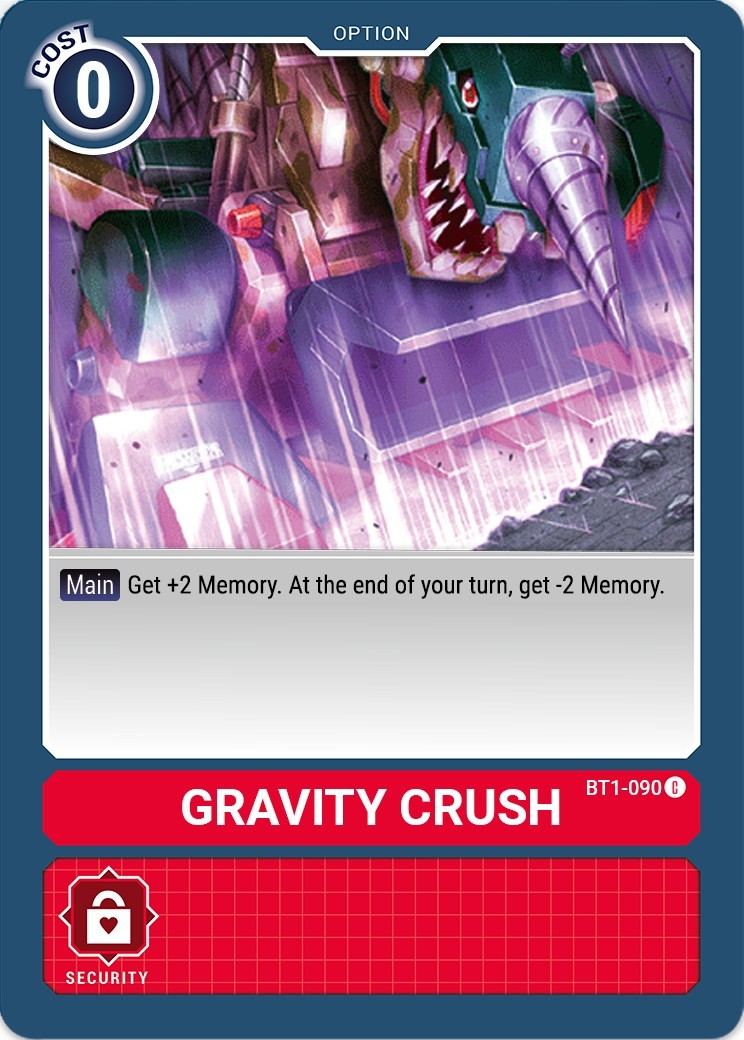 OPTION
COST
0
Main Get +2 Memory. At the end of your turn, get -2 Memory.
GRAVITY CRUSH
BT1-090 C
SECURITY